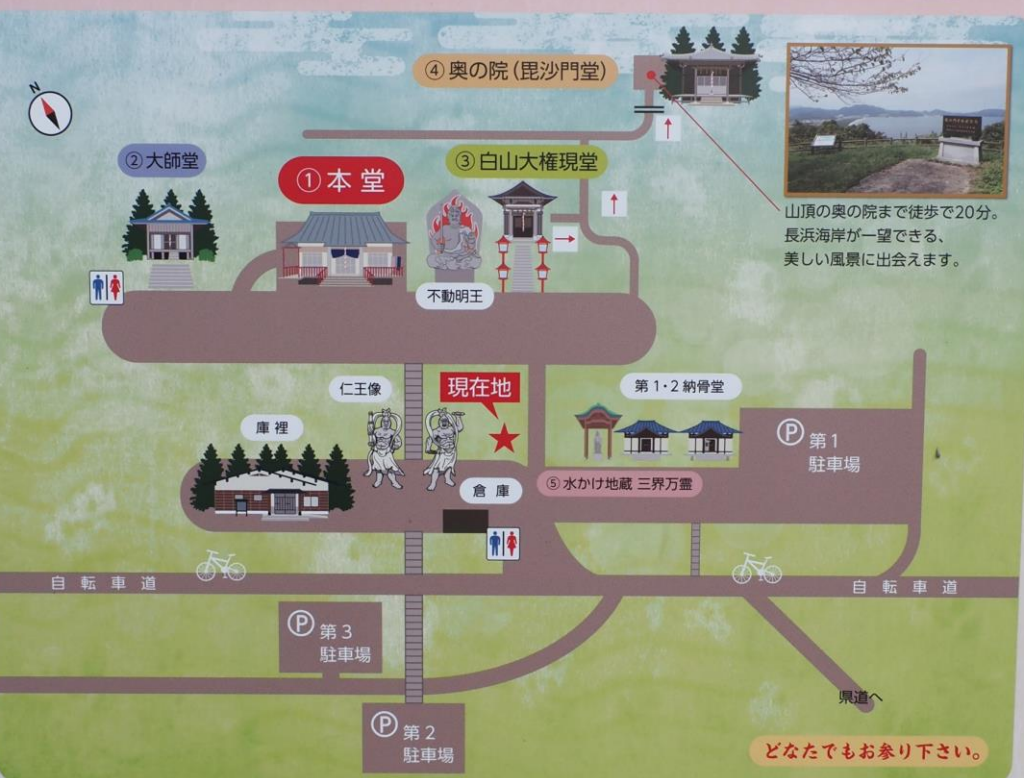 N
④奥の院(毘沙門堂)
②大師堂
①本堂
③白山大権現堂
山頂の奥の院まで徒歩で20分。
長浜海岸が一望できる、
美しい風景に出会えます。
不動明王
仁王像
現在地
第1・2納骨堂
庫裡
P 第1
駐車場
倉庫
⑤水かけ地蔵 三界万霊
自転車道
自転車道
P 第3
駐車場
県道へ
P 第2
駐車場
どなたでもお参り下さい。